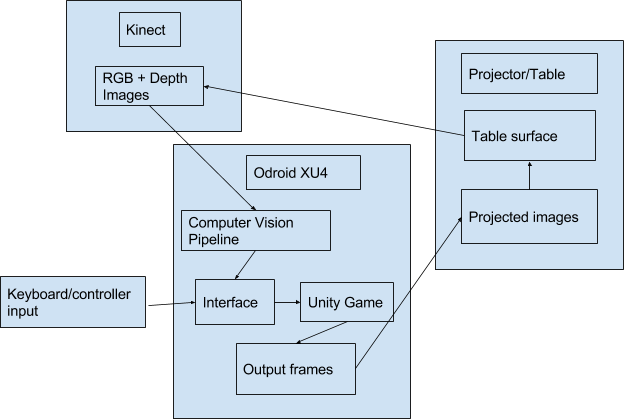 Kinect
RGB + Depth
Images
Projector/Table
Table surface
Projected images
Odroid XU4
Computer Vision
Pipeline
Keyboard/controller
input
Interface
Unity Game
Output frames